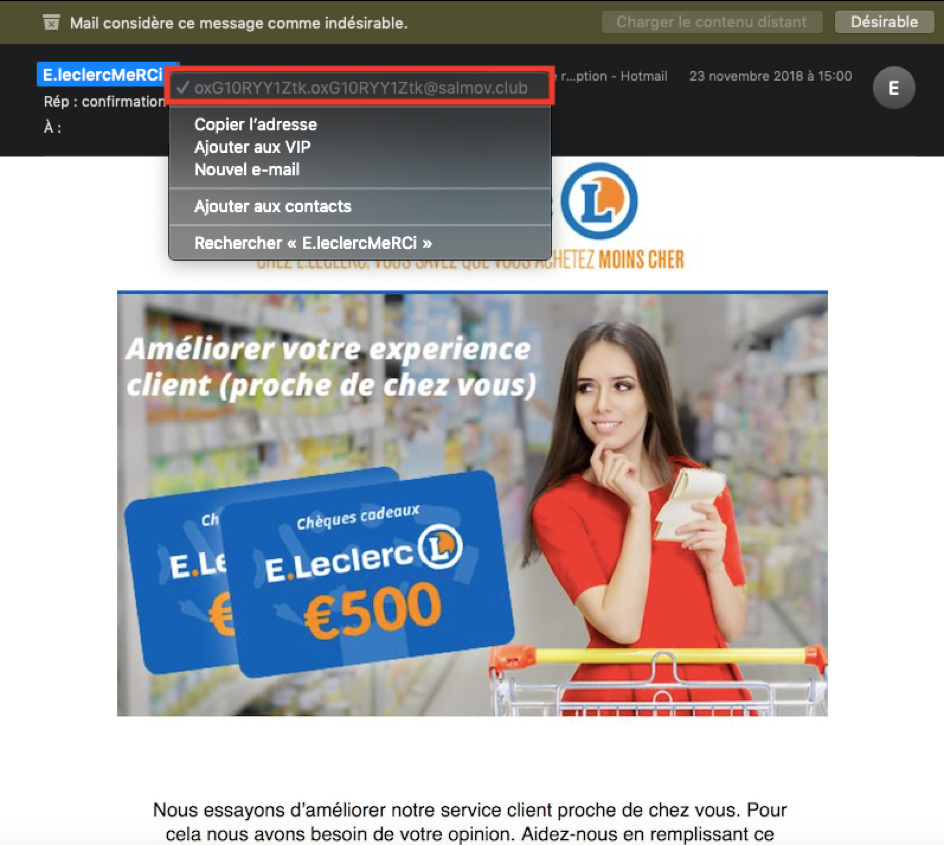 Mail considère ce message comme indésirable.
Charger le contenu distant
Désirable
E.leclercMeRCi
oxG10RYY1Ztk.oxG10RYY1Ztk@salmov.club
r...ption - Hotmail
23 novembre 2018 à 15:00
E
Rép : confirmation
À :
Copier l’adresse
Ajouter aux VIP
Nouvel e-mail
Ajouter aux contacts
Rechercher « E.leclercMeRCi »
L
CHEZ E.LECLERC, VOUS SAVEZ QUE VOUS ACHETEZ MOINS CHER
Améliorer votre experience
client (proche de chez vous)
Ch
Chèques cadeaux
E.Le
E.Leclerc L
€
€500
Nous essayons d’améliorer notre service client proche de chez vous. Pour
cela nous avons besoin de votre opinion. Aidez-nous en remplissant ce